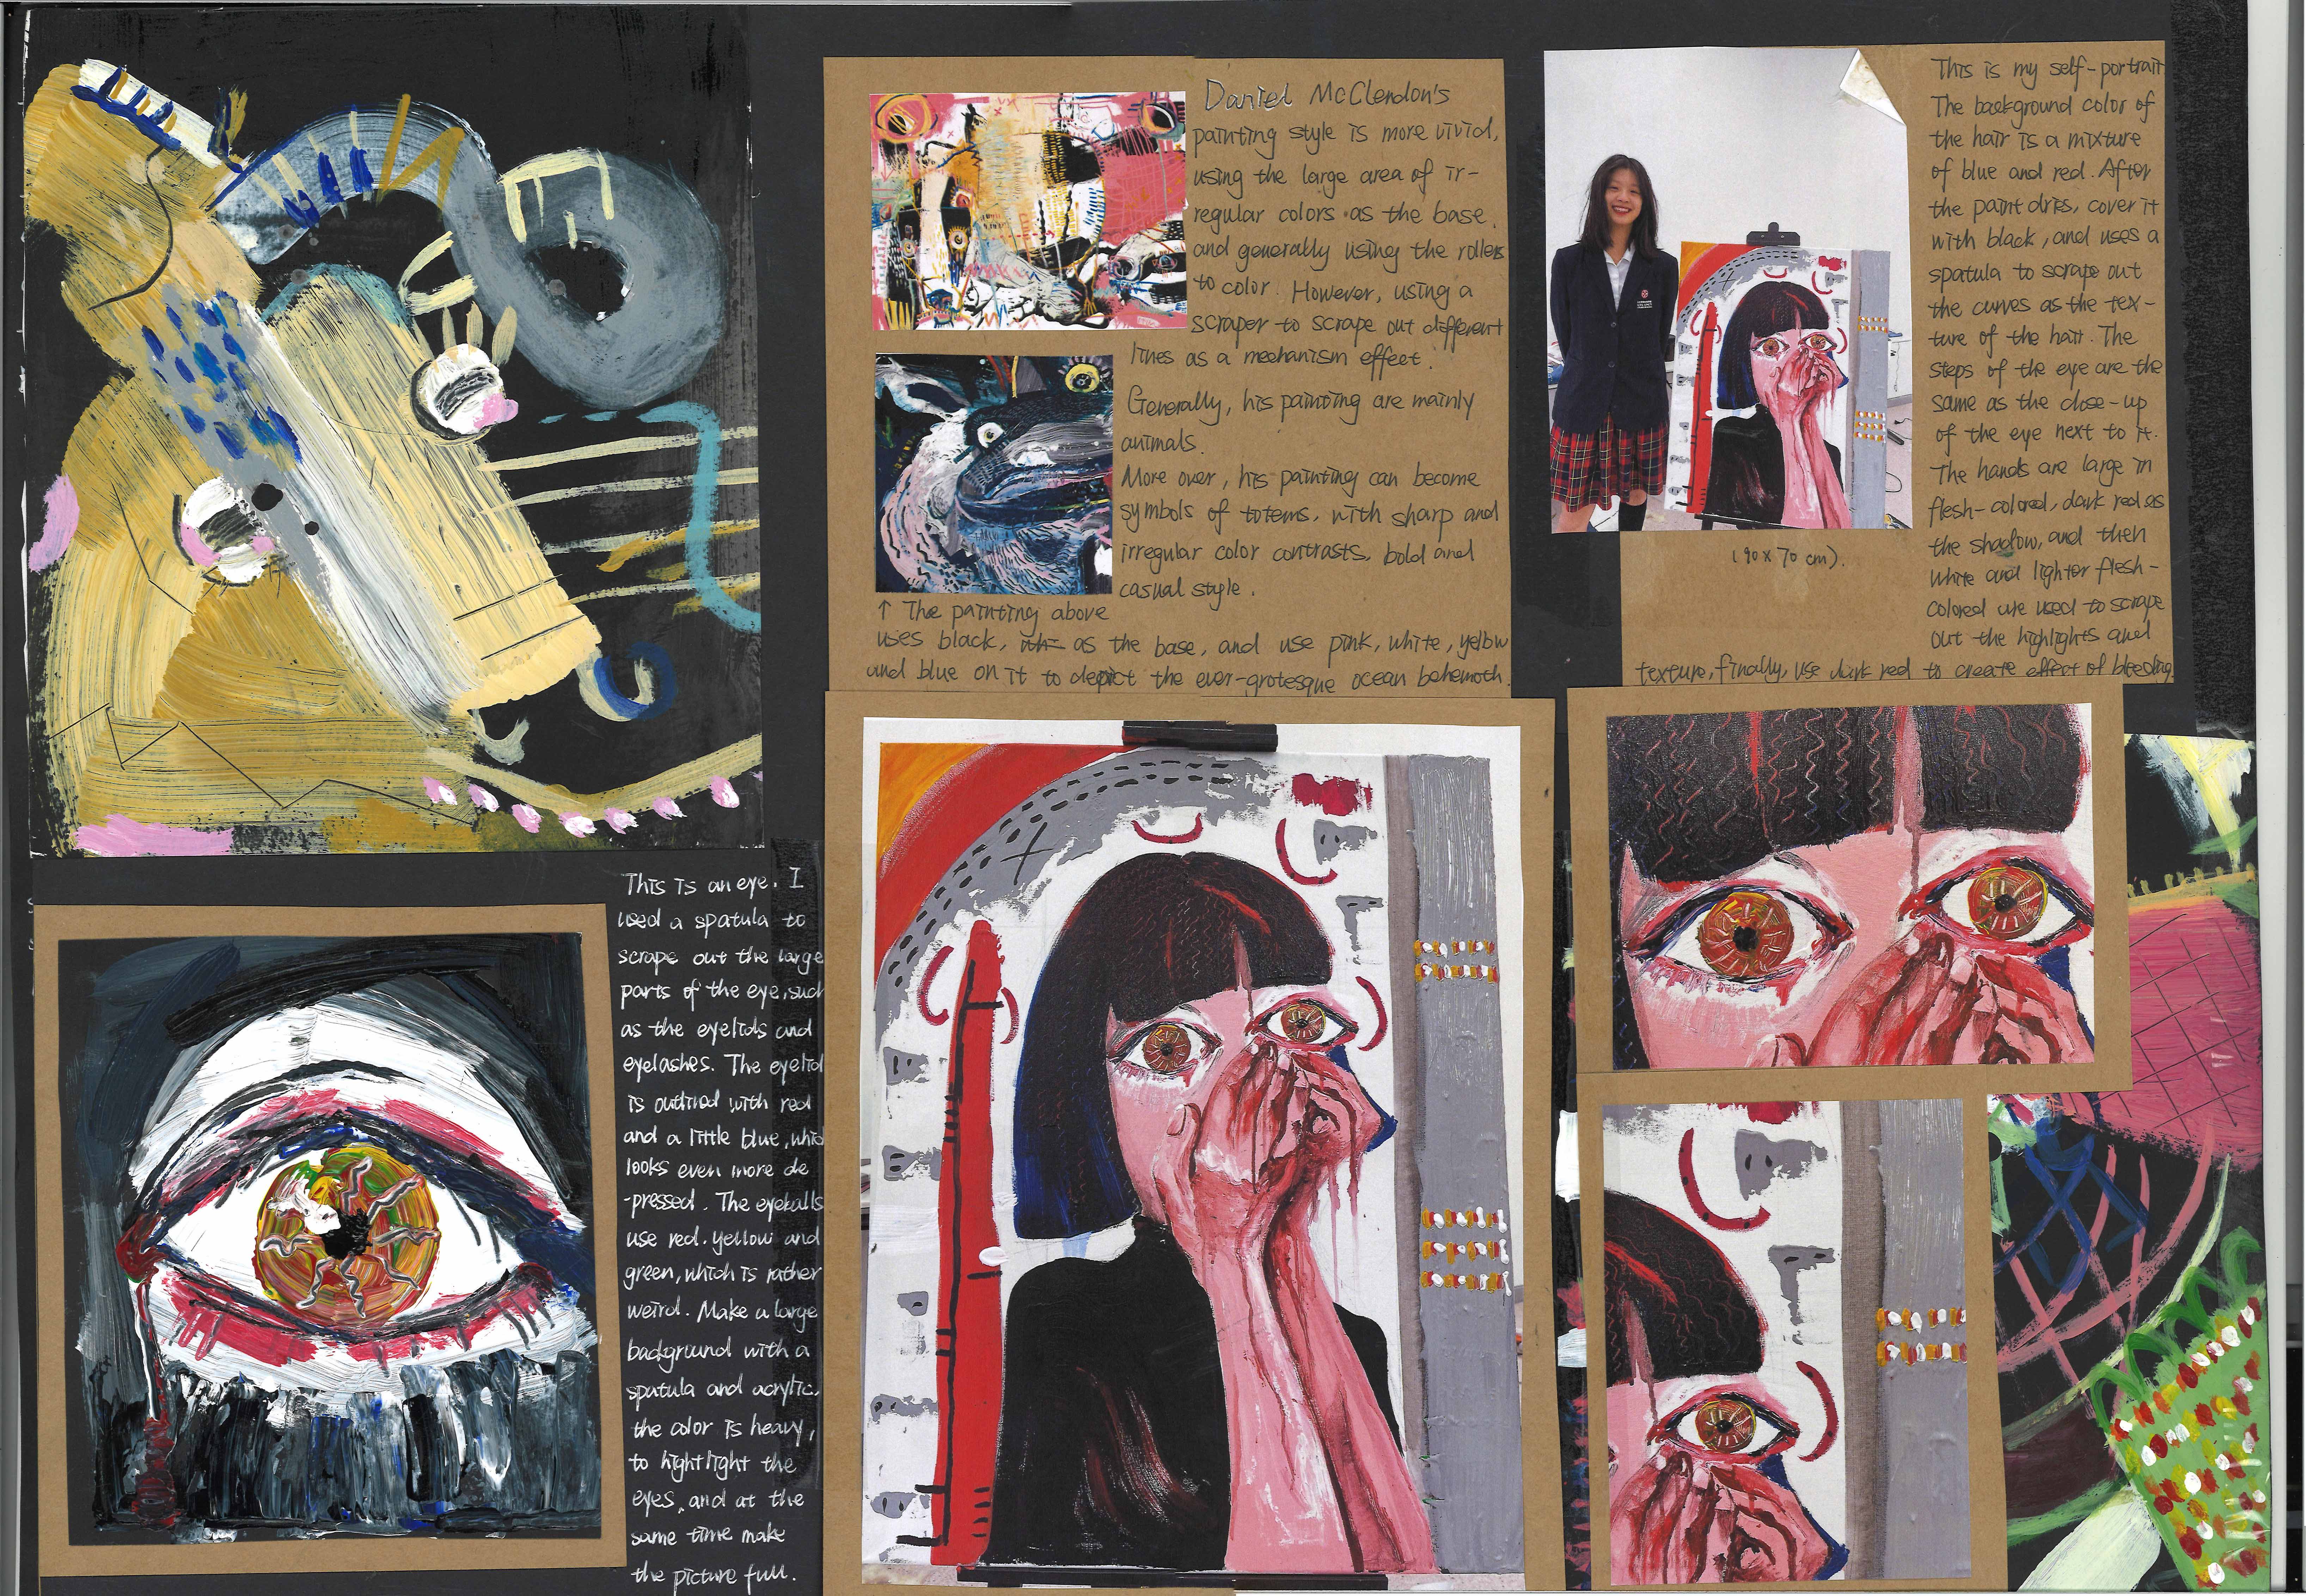 Daniel McClendon's
painting style is more vivid,
using the large area of ir-
regular colors as the base.
and generally using the rollers
to color. However, using a
scraper to scrape out different
lines as a mechanism effect.
Generally, his painting are mainly
animals.
More over, his painting can become
symbols of totems, with sharp and
irregular color contrasts, bold and
casual style.
↑ The painting above
uses black, as the base, and use pink, white, yellow
and blue on it to depict the ever-grotesque ocean behemoth.
This is my self-portrait
The background color of
the hair is a mixture
of blue and red. After
the paint dries, cover it
with black, and uses a
spatula to scrape out
the curves as the tex-
ture of the hair. The
steps of the eye are the
same as the close-up
of the eye next to it.
The hands are large in
flesh-colored, dark red as
the shadow, and then
white and lighter flesh-
colored are used to scrape
out the highlights and
texture, finally, use dark red to create effect of bleeding.
(90 x 70 cm).
This is an eye. I
used a spatula to
scrape out the large
parts of the eye, such
as the eyelids and
eyelashes. The eyelid
is outlined with red
and a little blue, whic
looks even more de
-pressed. The eyeballs
use red. yellow and
green, which is rather
weird. Make a large
background with a
spatula and acrylic.
the color is heavy,
to hightlight the
eyes, and at the
same time make
the picture full.